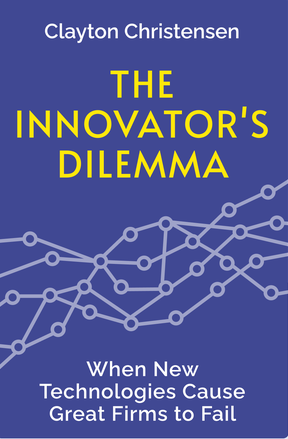 Clayton Christensen
THE
INNOVATOR'S
DILEMMA
When New
Technologies Cause
Great Firms to Fail